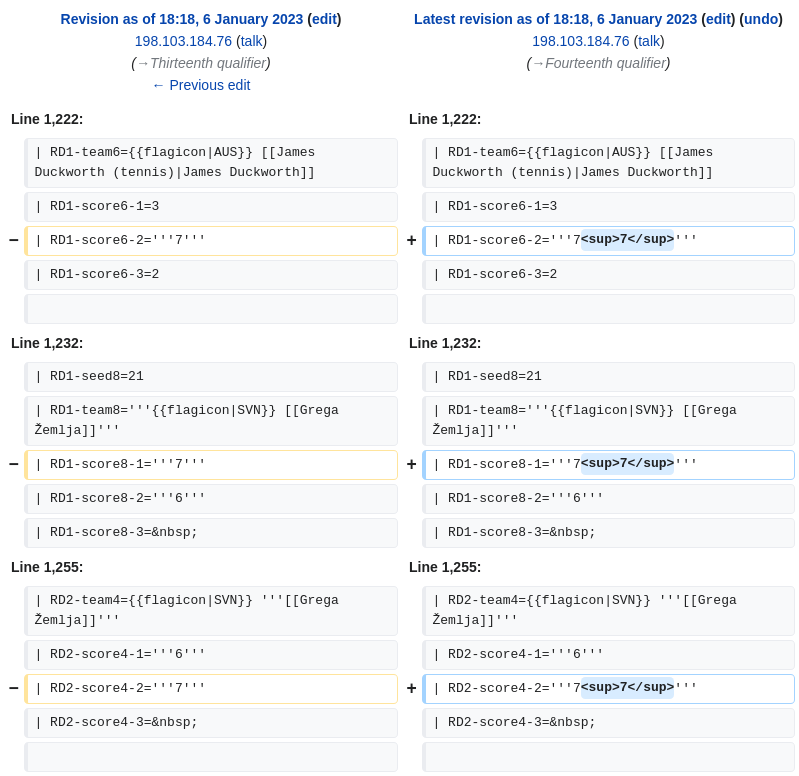 Revision as of 18:18, 6 January 2023 (edit)
198.103.184.76 (talk)
(→Thirteenth qualifier)
← Previous edit
Latest revision as of 18:18, 6 January 2023 (edit) (undo)
198.103.184.76 (talk)
(→Fourteenth qualifier)
Line 1,222:
Line 1,222:
| RD1-team6={{flagicon|AUS}} [[James
Duckworth (tennis)|James Duckworth]]
| RD1-team6={{flagicon|AUS}} [[James
Duckworth (tennis)|James Duckworth]]
| RD1-score6-1=3
| RD1-score6-1=3
− | RD1-score6-2='''7'''
+ | RD1-score6-2='''7<sup>7</sup>'''
| RD1-score6-3=2
| RD1-score6-3=2
Line 1,232:
Line 1,232:
| RD1-seed8=21
| RD1-seed8=21
| RD1-team8='''{{flagicon|SVN}} [[Grega
Žemlja]]'''
| RD1-team8='''{{flagicon|SVN}} [[Grega
Žemlja]]'''
− | RD1-score8-1='''7'''
+ | RD1-score8-1='''7<sup>7</sup>'''
| RD1-score8-2='''6'''
| RD1-score8-2='''6'''
| RD1-score8-3=&nbsp;
| RD1-score8-3=&nbsp;
Line 1,255:
Line 1,255:
| RD2-team4={{flagicon|SVN}} '''[[Grega
Žemlja]]'''
| RD2-team4={{flagicon|SVN}} '''[[Grega
Žemlja]]'''
| RD2-score4-1='''6'''
| RD2-score4-1='''6'''
− | RD2-score4-2='''7'''
+ | RD2-score4-2='''7<sup>7</sup>'''
| RD2-score4-3=&nbsp;
| RD2-score4-3=&nbsp;